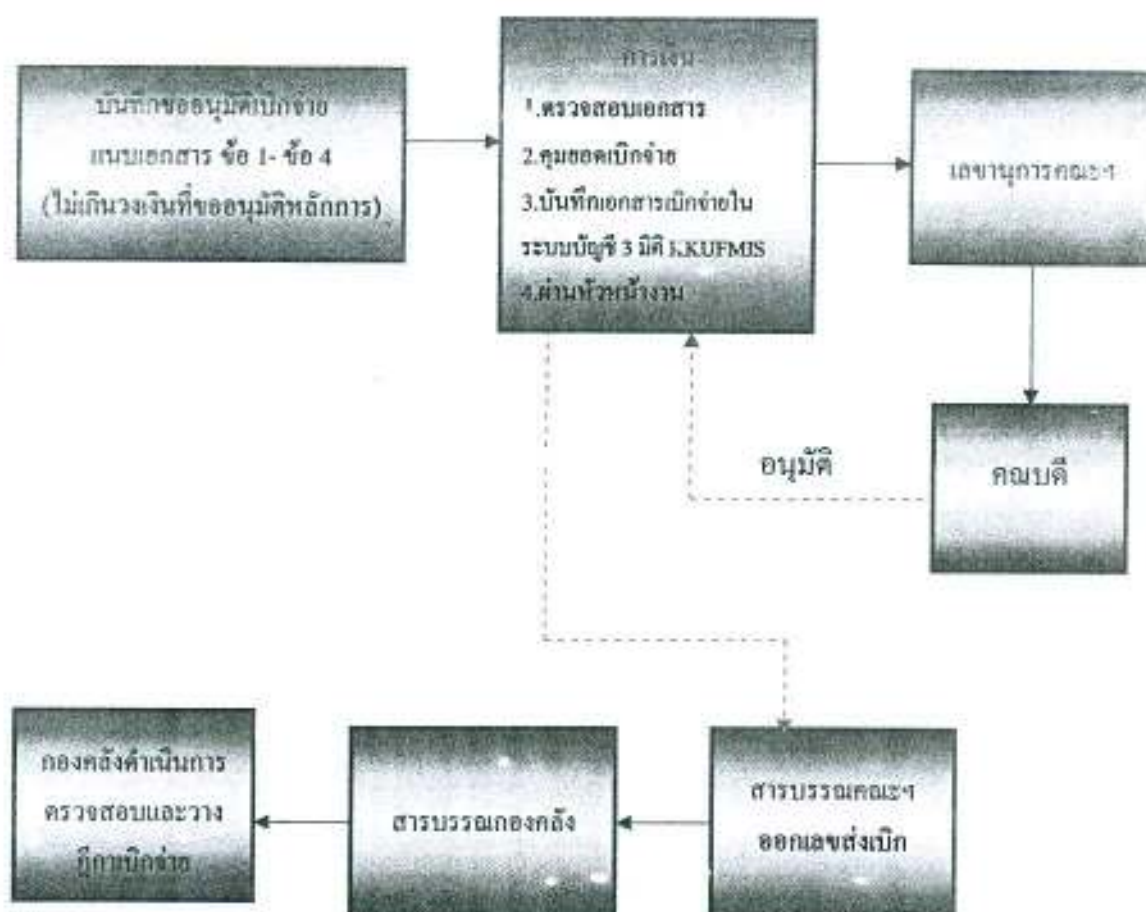 บันทึกขออนุมัติเบิกจ่าย
แนบเอกสาร ข้อ 1- ข้อ 4
(ไม่เกินวงเงินที่ขออนุมัติหลักการ)
การเงิน
1.ตรวจสอบเอกสาร
2.คุมยอดเบิกจ่าย
3.บันทึกเอกสารเบิกจ่ายใน
ระบบบัญชี 3 มิติ KKUFMIS
4.ผ่านหัวหน้างาน
เลขานุการคณะฯ
คณบดี
อนุมัติ
สารบรรณคณะฯ
ออกเลขส่งเบิก
สารบรรณกองคลัง
กองคลังดำเนินการ
ตรวจสอบและวาง
ฎีกาเบิกจ่าย